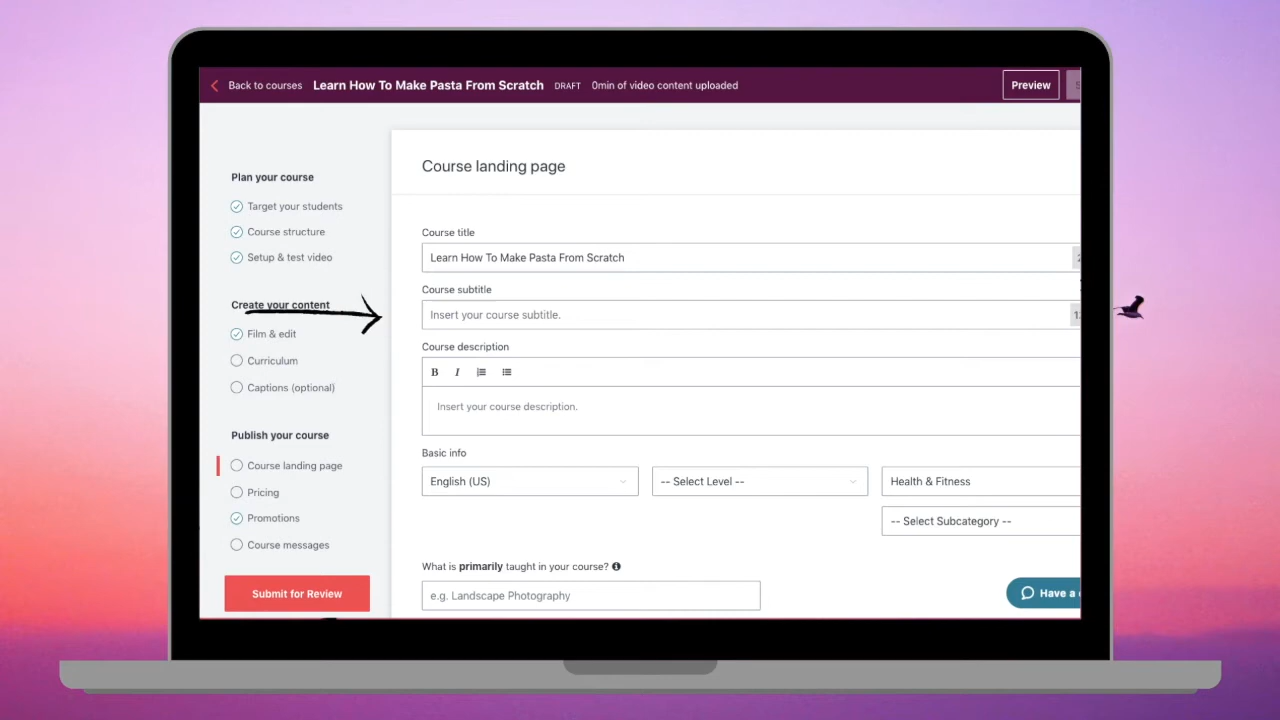 Back to courses Learn How To Make Pasta From Scratch DRAFT 0min of video content uploaded Preview
Plan your course
Target your students
Course structure
Setup & test video
Create your content
Film & edit
Curriculum
Captions (optional)
Publish your course
Course landing page
Pricing
Promotions
Course messages
Submit for Review
Course landing page
Course title
Learn How To Make Pasta From Scratch
Course subtitle
Insert your course subtitle.
Course description
B I
Insert your course description.
Basic info
English (US) -- Select Level -- Health & Fitness
-- Select Subcategory --
What is primarily taught in your course?
e.g. Landscape Photography
Have a